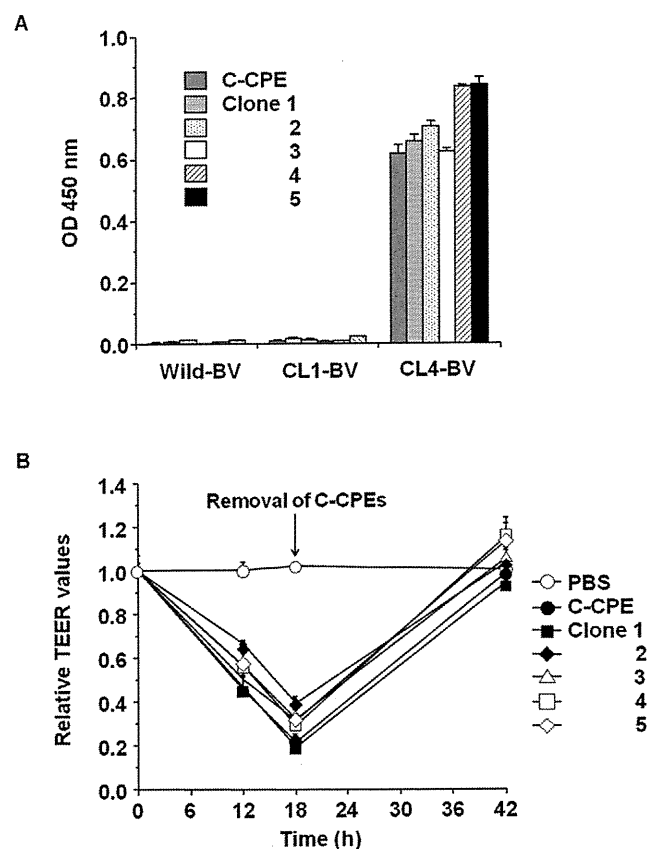 A
1.0
0.8
0.6
0.4
0.2
0.0
OD 450 nm
C-CPE
Clone 1
2
3
4
5
Wild-BV CL1-BV CL4-BV
B
1.4
1.2
1.0
0.8
0.6
0.4
0.2
0
Relative TEER values
Removal of C-CPEs
PBS
C-CPE
Clone 1
2
3
4
5
0 6 12 18 24 30 36 42
Time (h)